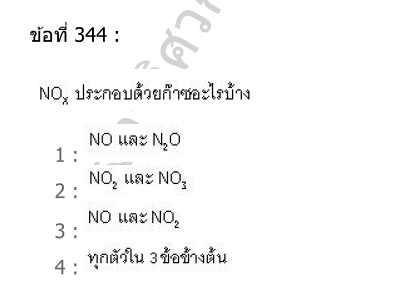 ข้อที่ 344 :
NOₓ ประกอบด้วยก๊าซอะไรบ้าง
1 : NO และ N₂O
2 : NO₂ และ NO₃
3 : NO และ NO₂
4 : ทุกตัวใน 3 ข้อข้างต้น